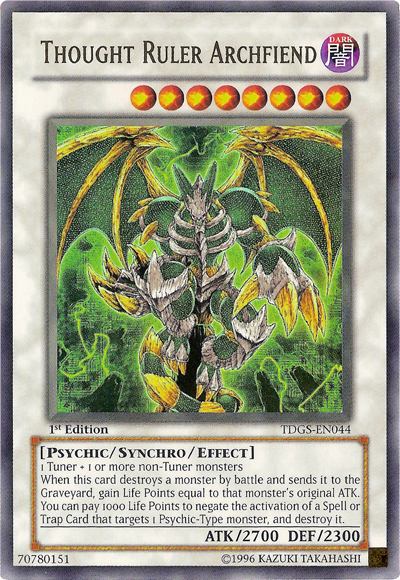 THOUGHT RULER ARCHFIEND
DARK
闇
1st Edition
TDGS-EN044
[PSYCHIC/SYNCHRO/EFFECT]
1 Tuner + 1 or more non-Tuner monsters
When this card destroys a monster by battle and sends it to the
Graveyard, gain Life Points equal to that monster's original ATK.
You can pay 1000 Life Points to negate the activation of a Spell or
Trap Card that targets 1 Psychic-Type monster, and destroy it.
ATK/2700 DEF/2300
70780151
©1996 KAZUKI TAKAHASHI